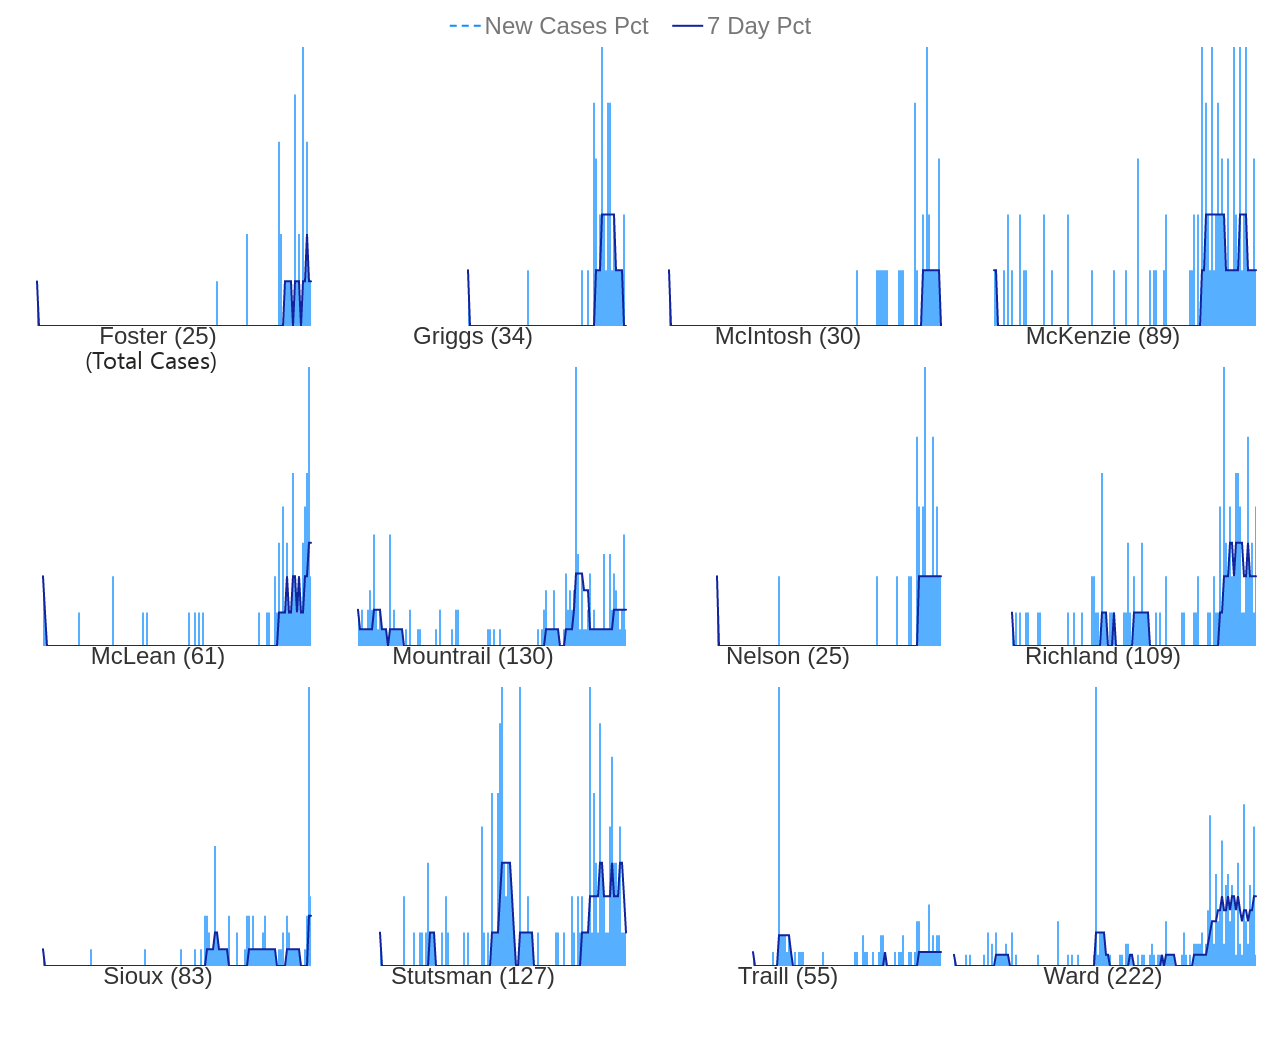 New Cases Pct 7 Day Pct
Foster (25) Griggs (34) McIntosh (30) McKenzie (89)
(Total Cases)
McLean (61) Mountrail (130) Nelson (25) Richland (109)
Sioux (83) Stutsman (127) Traill (55) Ward (222)